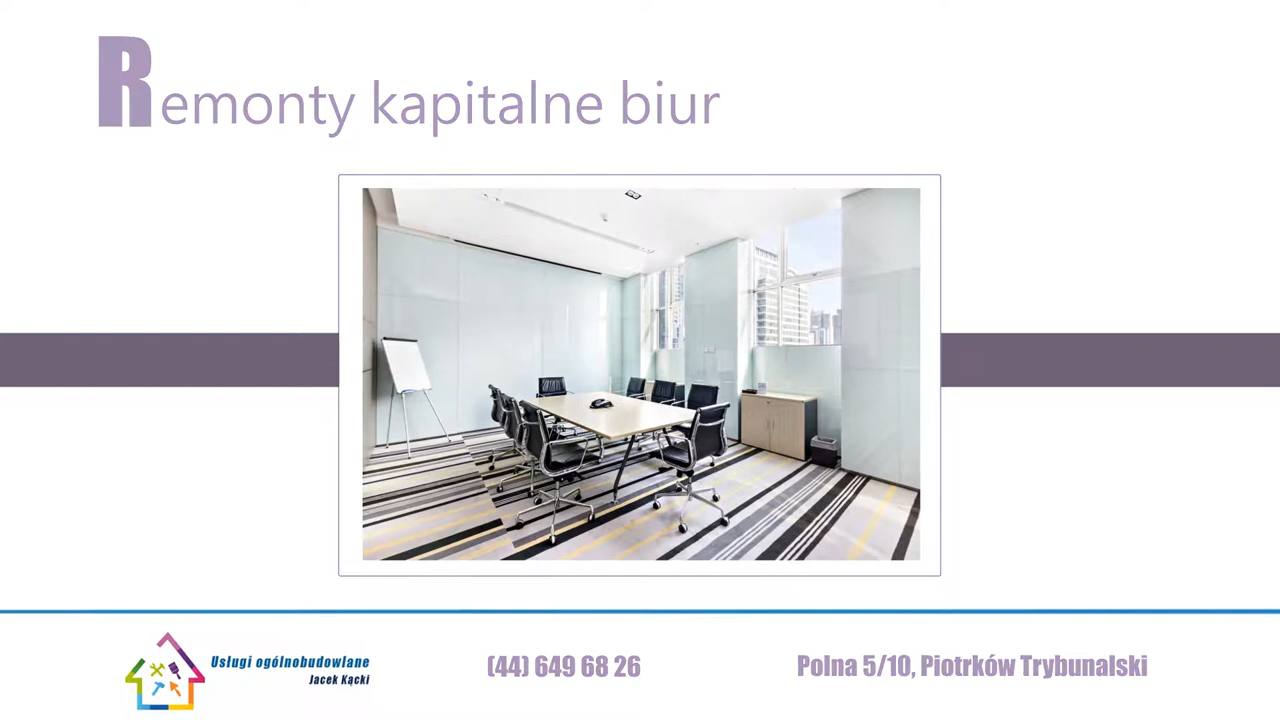 Remonty kapitalne biur
Usługi ogólnobudowlane
Jacek Kącki
(44) 649 68 26
Polna 5/10, Piotrków Trybunalski